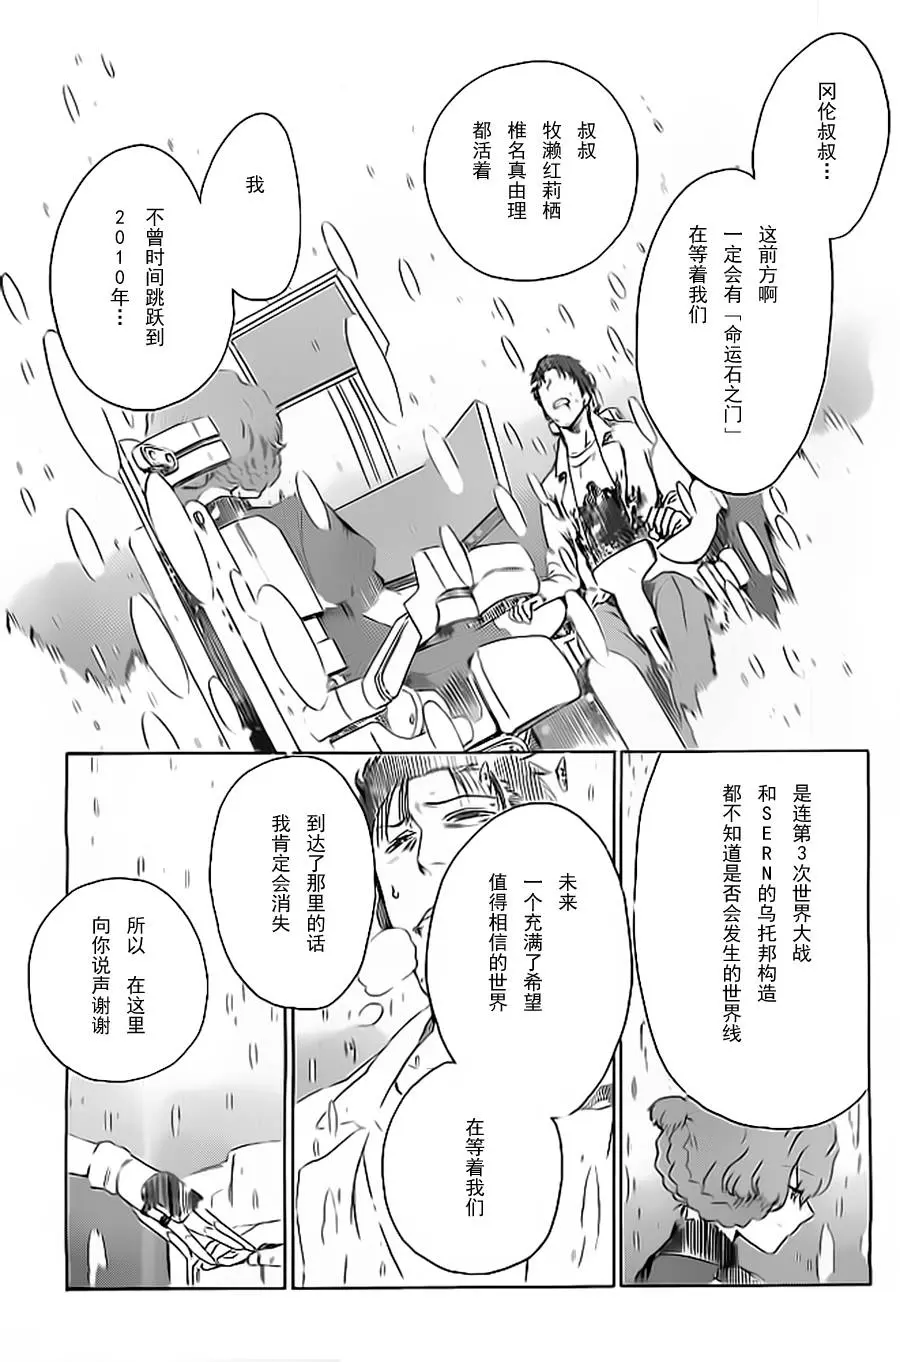 冈伦叔叔…
这前方啊
一定会有「命运石之门」
在等着我们
叔叔
牧濑红莉栖
椎名真由理
都活着
我
不曾时间跳跃到
2010年…
是连第3次世界大战
和SERN的乌托邦构造
都不知道是否会发生的世界线
未来
一个充满了希望
值得相信的世界
在等着我们
到达了那里的话
我肯定会消失
所以 在这里
向你说声谢谢